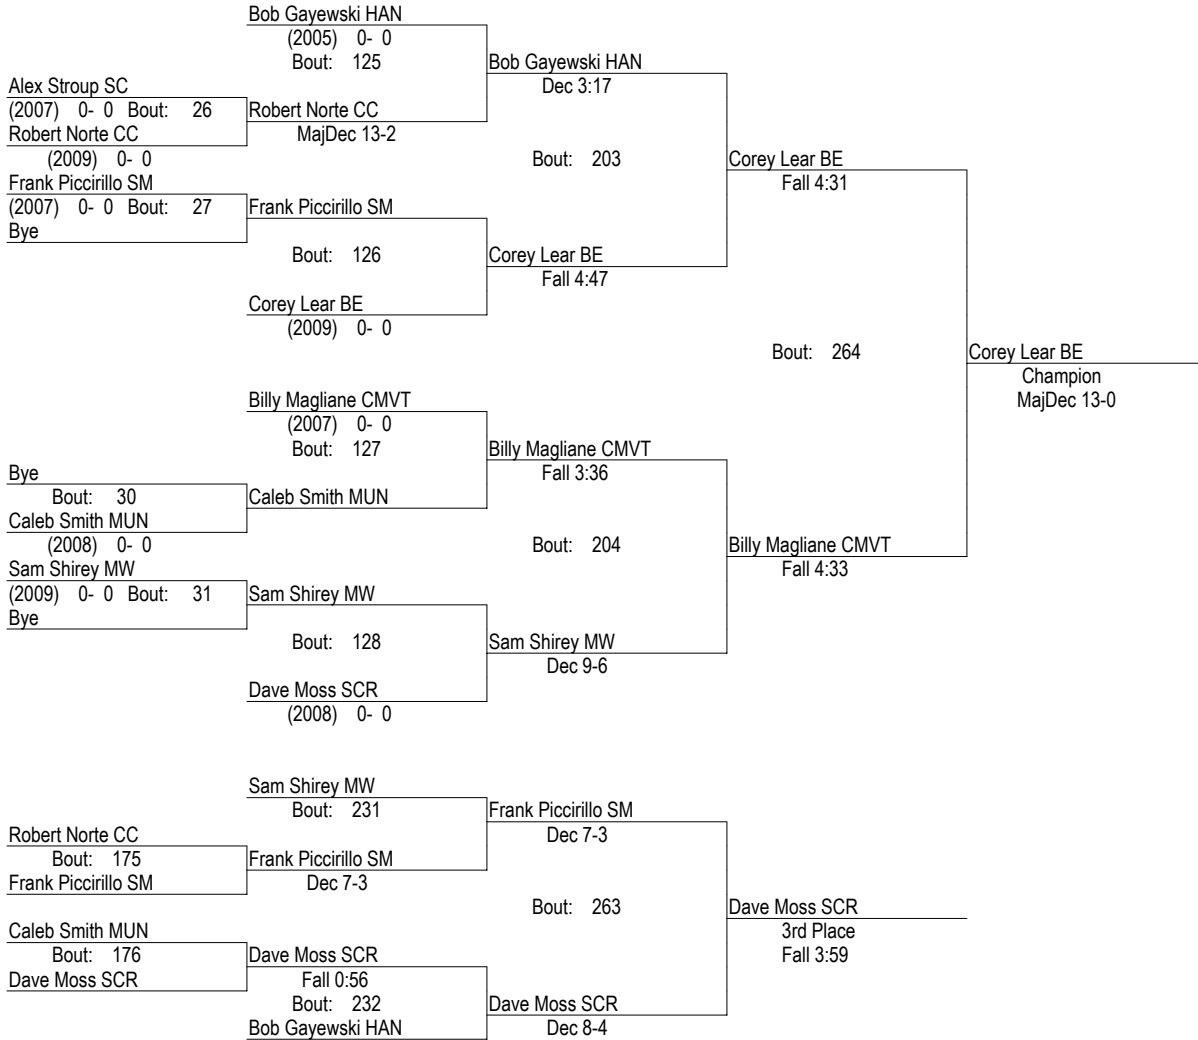 Bob Gayewski HAN
(2005) 0- 0
Bout: 125
Bob Gayewski HAN
Dec 3:17
Alex Stroup SC
(2007) 0- 0 Bout: 26
Robert Norte CC
Robert Norte CC
MajDec 13-2
(2009) 0- 0
Bout: 203
Corey Lear BE
Fall 4:31
Frank Piccirillo SM
(2007) 0- 0 Bout: 27
Frank Piccirillo SM
Bye
Bout: 126
Corey Lear BE
Fall 4:47
Corey Lear BE
(2009) 0- 0
Bout: 264
Corey Lear BE
Champion
MajDec 13-0
Billy Magliane CMVT
(2007) 0- 0
Bout: 127
Billy Magliane CMVT
Fall 3:36
Bye
Bout: 30
Caleb Smith MUN
Caleb Smith MUN
(2008) 0- 0
Bout: 204
Billy Magliane CMVT
Fall 4:33
Sam Shirey MW
(2009) 0- 0 Bout: 31
Sam Shirey MW
Bye
Bout: 128
Sam Shirey MW
Dec 9-6
Dave Moss SCR
(2008) 0- 0
Sam Shirey MW
Bout: 231
Frank Piccirillo SM
Dec 7-3
Robert Norte CC
Bout: 175
Frank Piccirillo SM
Frank Piccirillo SM
Dec 7-3
Bout: 263
Dave Moss SCR
3rd Place
Fall 3:59
Caleb Smith MUN
Bout: 176
Dave Moss SCR
Dave Moss SCR
Fall 0:56
Bout: 232
Dave Moss SCR
Dec 8-4
Bob Gayewski HAN